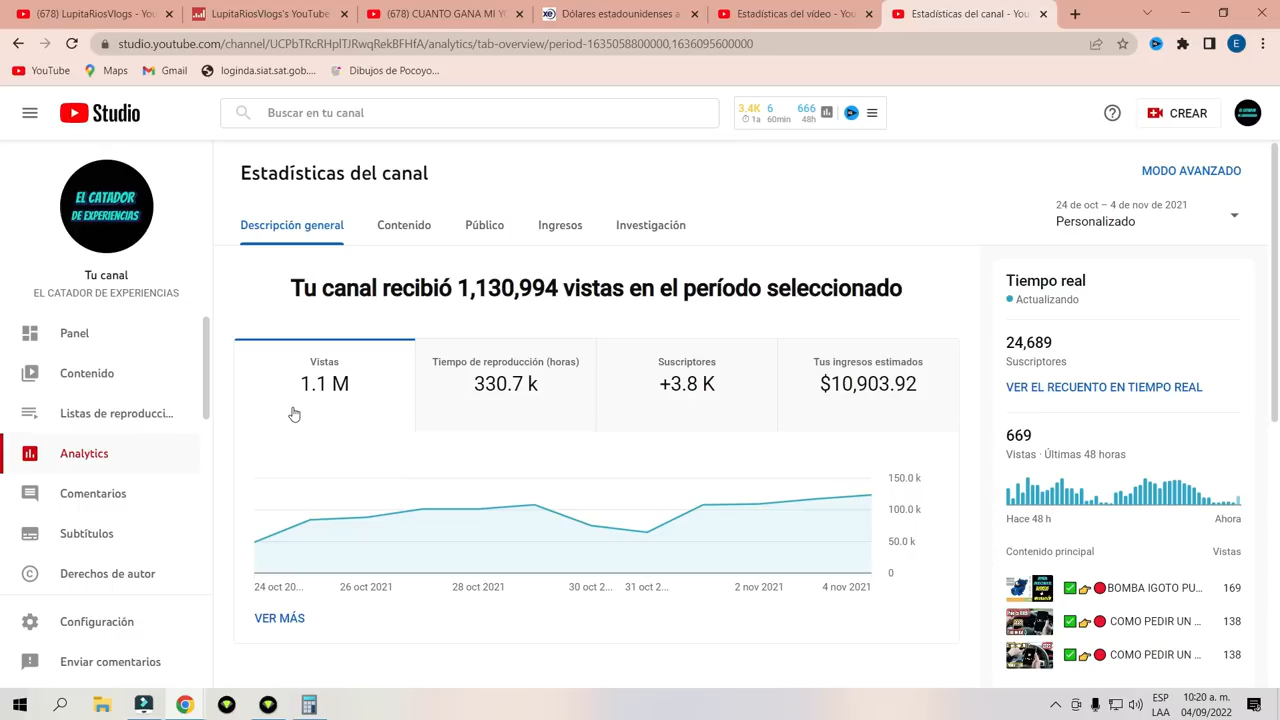 (678) LuigitaRiosVlogs - YouTu
LuigitaRiosVlogs's YouTube St
(678) CUANTO GANA MI YO
Dólares estadounidenses a
Estadísticas del vídeo - YouTu
Estadísticas del canal - YouTu
studio.youtube.com/channel/UCPbTRcRHpITJRwqRekBFHfA/analytics/tab-overview/period-1635058800000,1636095600000
E
YouTube
Maps
Gmail
loginda.siat.sat.gob....
Dibujos de Pocoyo...
Studio
Buscar en tu canal
3.4K 6 666
1a 60min 48h
CREAR
EL CATADOR
DE EXPERIENCIAS
Tu canal
EL CATADOR DE EXPERIENCIAS
Panel
Contenido
Listas de reproducci...
Analytics
Comentarios
Subtítulos
Derechos de autor
Configuración
Enviar comentarios
Estadísticas del canal
MODO AVANZADO
Descripción general
Contenido
Público
Ingresos
Investigación
24 de oct – 4 de nov de 2021
Personalizado
Tu canal recibió 1,130,994 vistas en el período seleccionado
Vistas
1.1 M
Tiempo de reproducción (horas)
330.7 k
Suscriptores
+3.8 K
Tus ingresos estimados
$10,903.92
150.0 k
100.0 k
50.0 k
0
24 oct 20...
26 oct 2021
28 oct 2021
30 oct 2...
31 oct 2...
2 nov 2021
4 nov 2021
VER MÁS
Tiempo real
Actualizando
24,689
Suscriptores
VER EL RECUENTO EN TIEMPO REAL
669
Vistas · Últimas 48 horas
Hace 48 h
Ahora
Contenido principal
Vistas
BOMBA IGOTO PU... 169
COMO PEDIR UN ... 138
COMO PEDIR UN ... 138
ESP
LAA
10:20 a. m.
04/09/2022